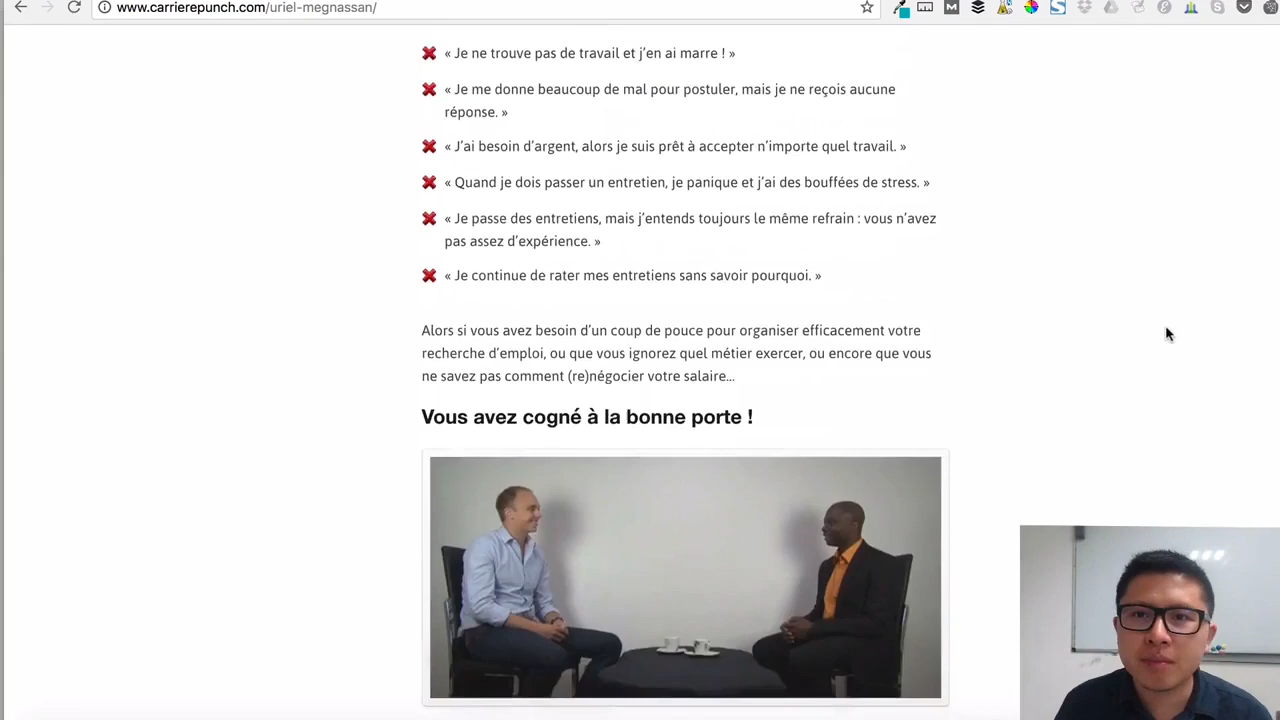 www.carrierepunch.com/uriel-megnassan/
« Je ne trouve pas de travail et j’en ai marre ! »
« Je me donne beaucoup de mal pour postuler, mais je ne reçois aucune
réponse. »
« J’ai besoin d’argent, alors je suis prêt à accepter n’importe quel travail. »
« Quand je dois passer un entretien, je panique et j’ai des bouffées de stress. »
« Je passe des entretiens, mais j’entends toujours le même refrain : vous n’avez
pas assez d’expérience. »
« Je continue de rater mes entretiens sans savoir pourquoi. »
Alors si vous avez besoin d’un coup de pouce pour organiser efficacement votre
recherche d’emploi, ou que vous ignorez quel métier exercer, ou encore que vous
ne savez pas comment (re)négocier votre salaire…
Vous avez cogné à la bonne porte !